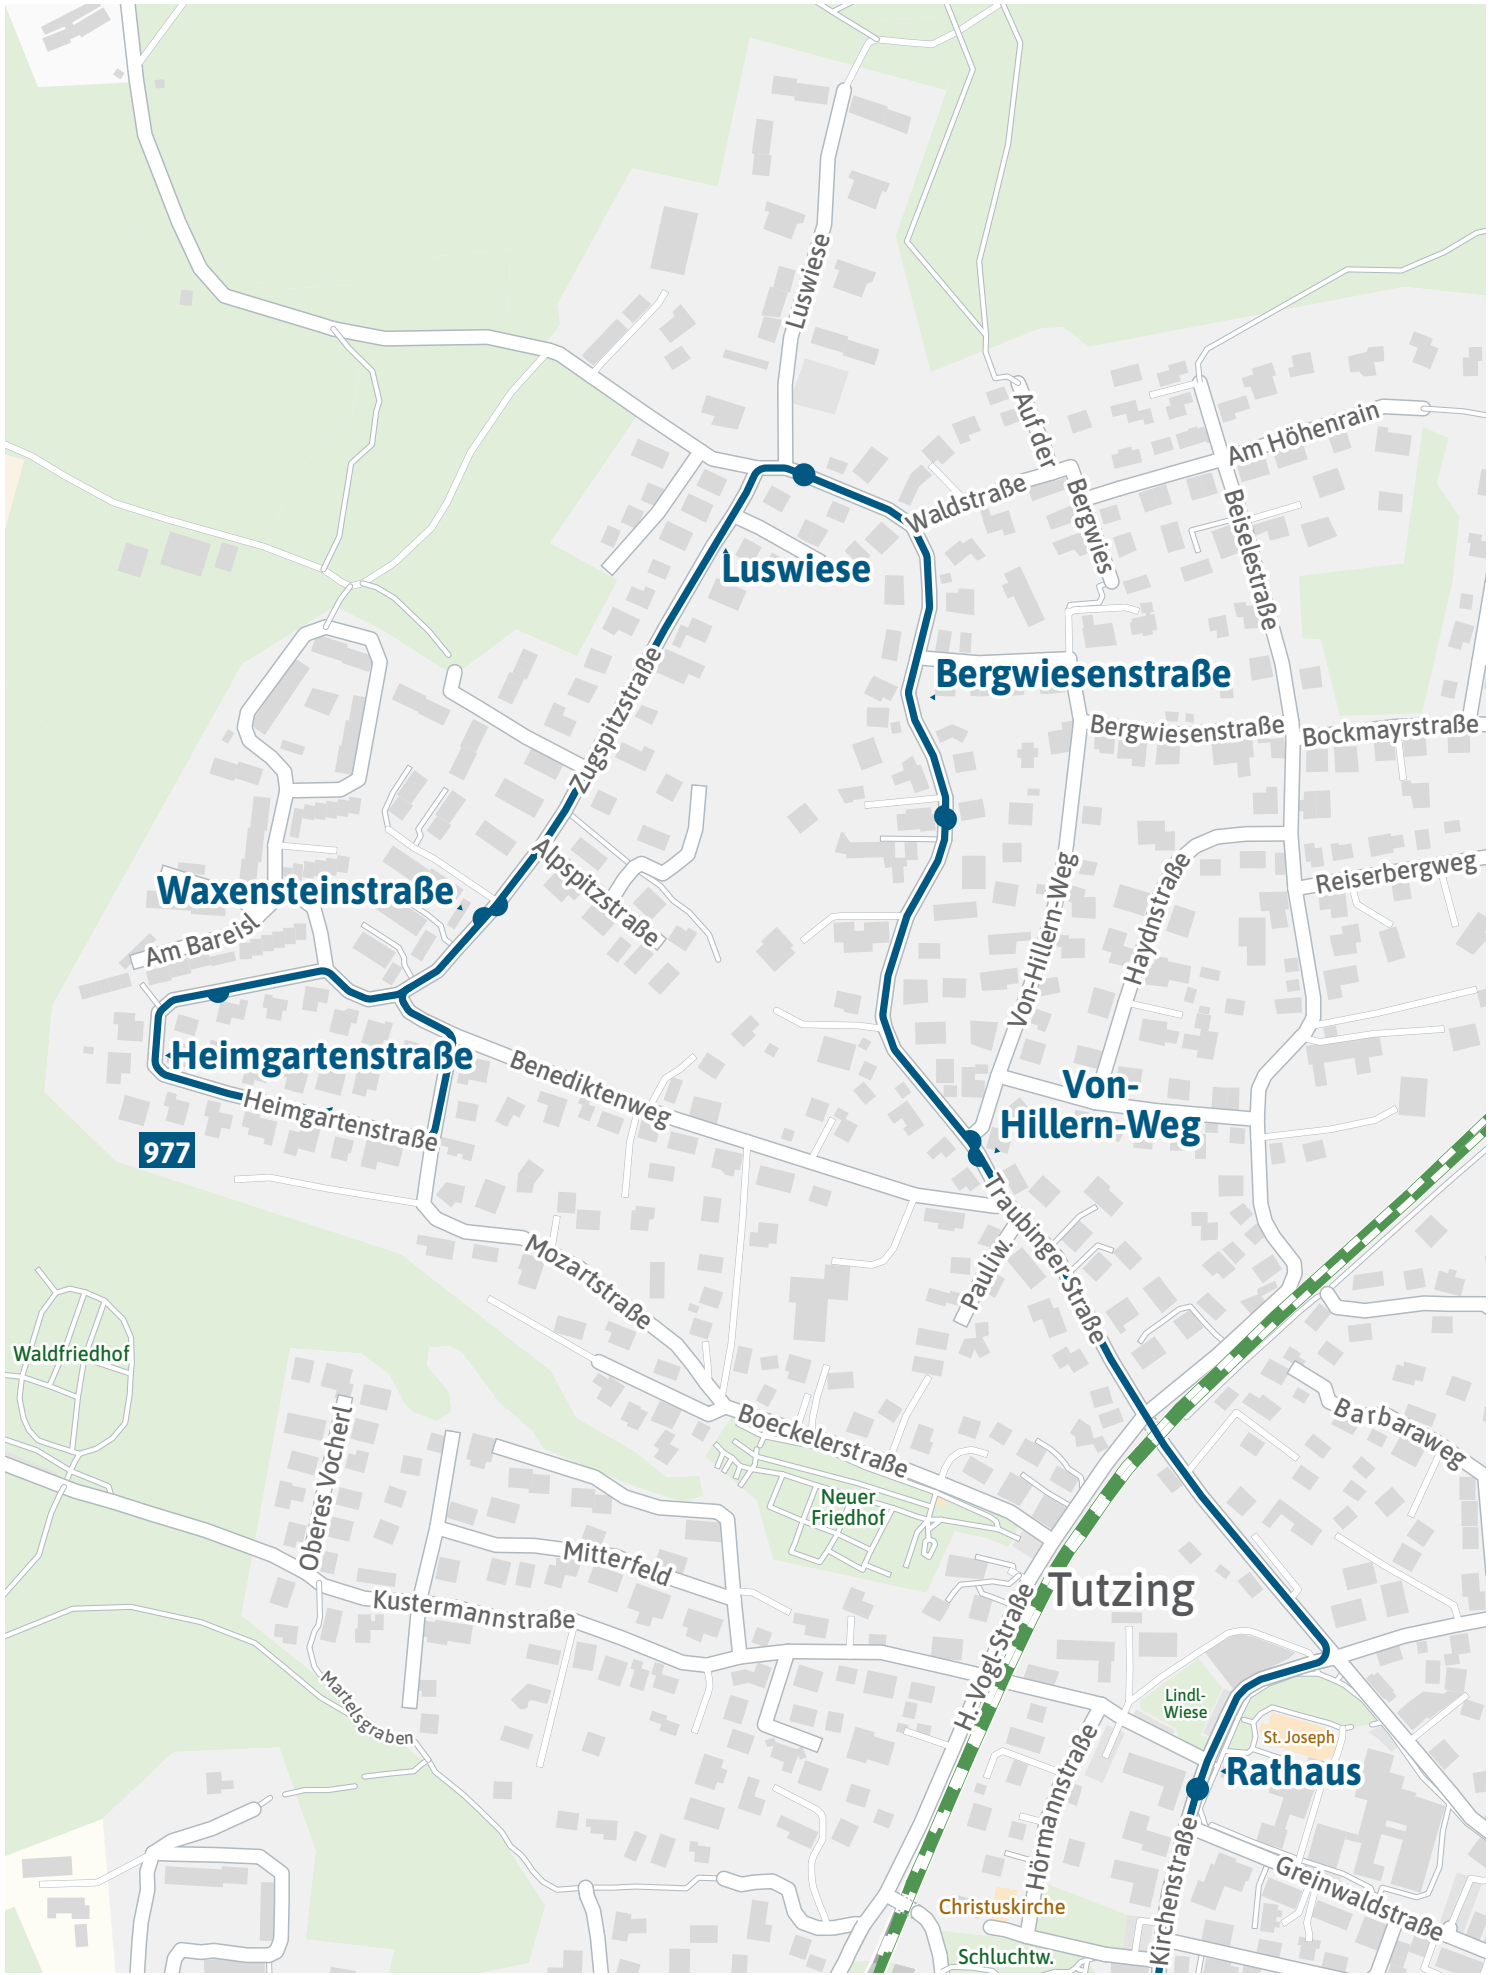 Luswiese
Auf der
Bergwies
Am Höhenrain
Waldstraße
Beiselestraße
Luswiese
Bergwiesenstraße
Zugspitzstraße
Bergwiesenstraße
Bockmayrstraße
Alpspitzstraße
Waxensteinstraße
Am Bareisl
Reiserbergweg
Von-Hillern-Weg
Haydnstraße
Heimgartenstraße
Benediktenweg
Heimgartenstraße
Von-
Hillern-Weg
977
Traubinger Straße
Pauliw.
Mozartstraße
Waldfriedhof
Oberes Vocherl
Boeckelerstraße
Barbaraweg
Neuer
Friedhof
Mitterfeld
Kustermannstraße
Tutzing
H.-Vogl-Straße
Martelsgraben
Lindl-
Wiese
St. Joseph
Rathaus
Hörmannstraße
Kirchenstraße
Greinwaldstraße
Christuskirche
Schluchtw.